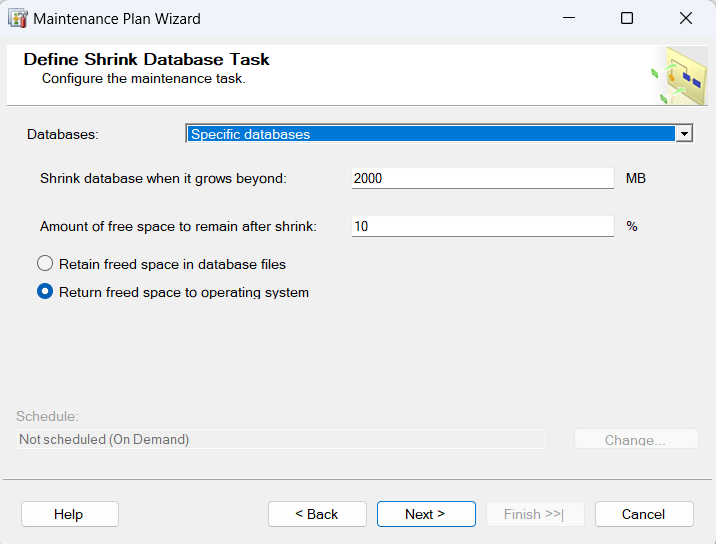 Maintenance Plan Wizard
Define Shrink Database Task
Configure the maintenance task.
Databases: Specific databases
Shrink database when it grows beyond: 2000 MB
Amount of free space to remain after shrink: 10 %
Retain freed space in database files
Return freed space to operating system
Schedule:
Not scheduled (On Demand) Change...
Help < Back Next > Finish >>| Cancel